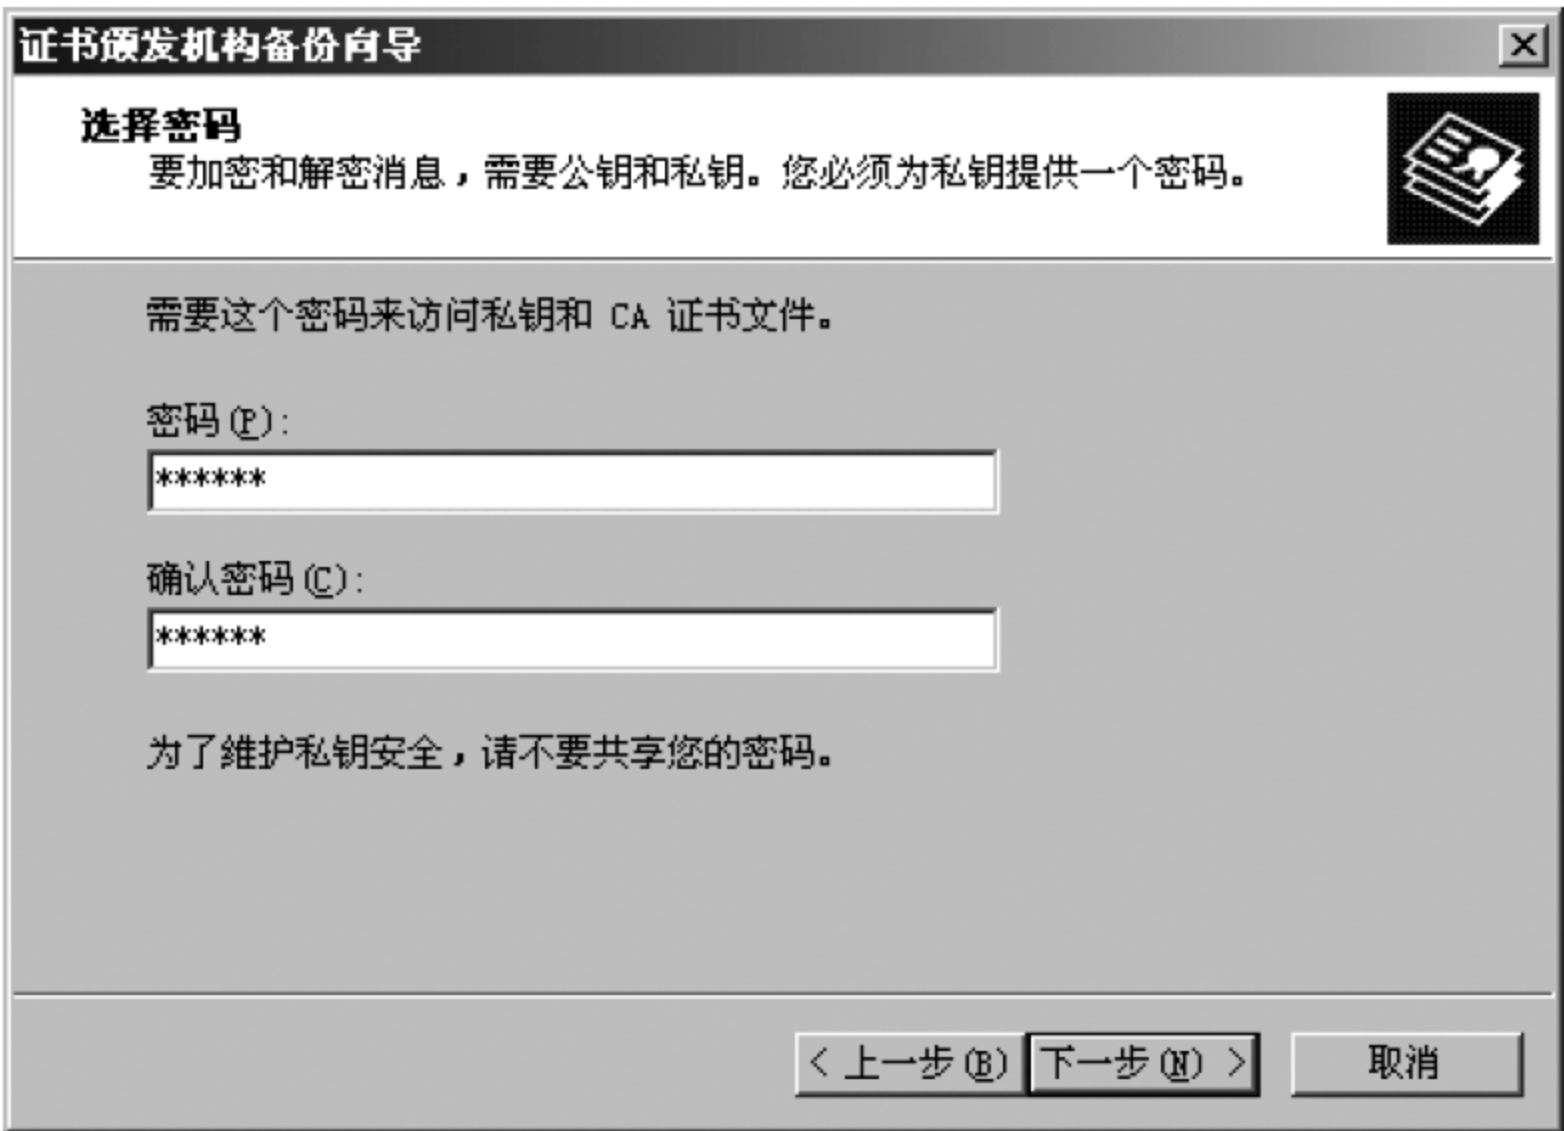 证书颁发机构备份向导
选择密码
要加密和解密消息，需要公钥和私钥。您必须为私钥提供一个密码。
需要这个密码来访问私钥和 CA 证书文件。
密码(P):
******
确认密码(C):
******
为了维护私钥安全，请不要共享您的密码。
< 上一步(B) 下一步(N) > 取消